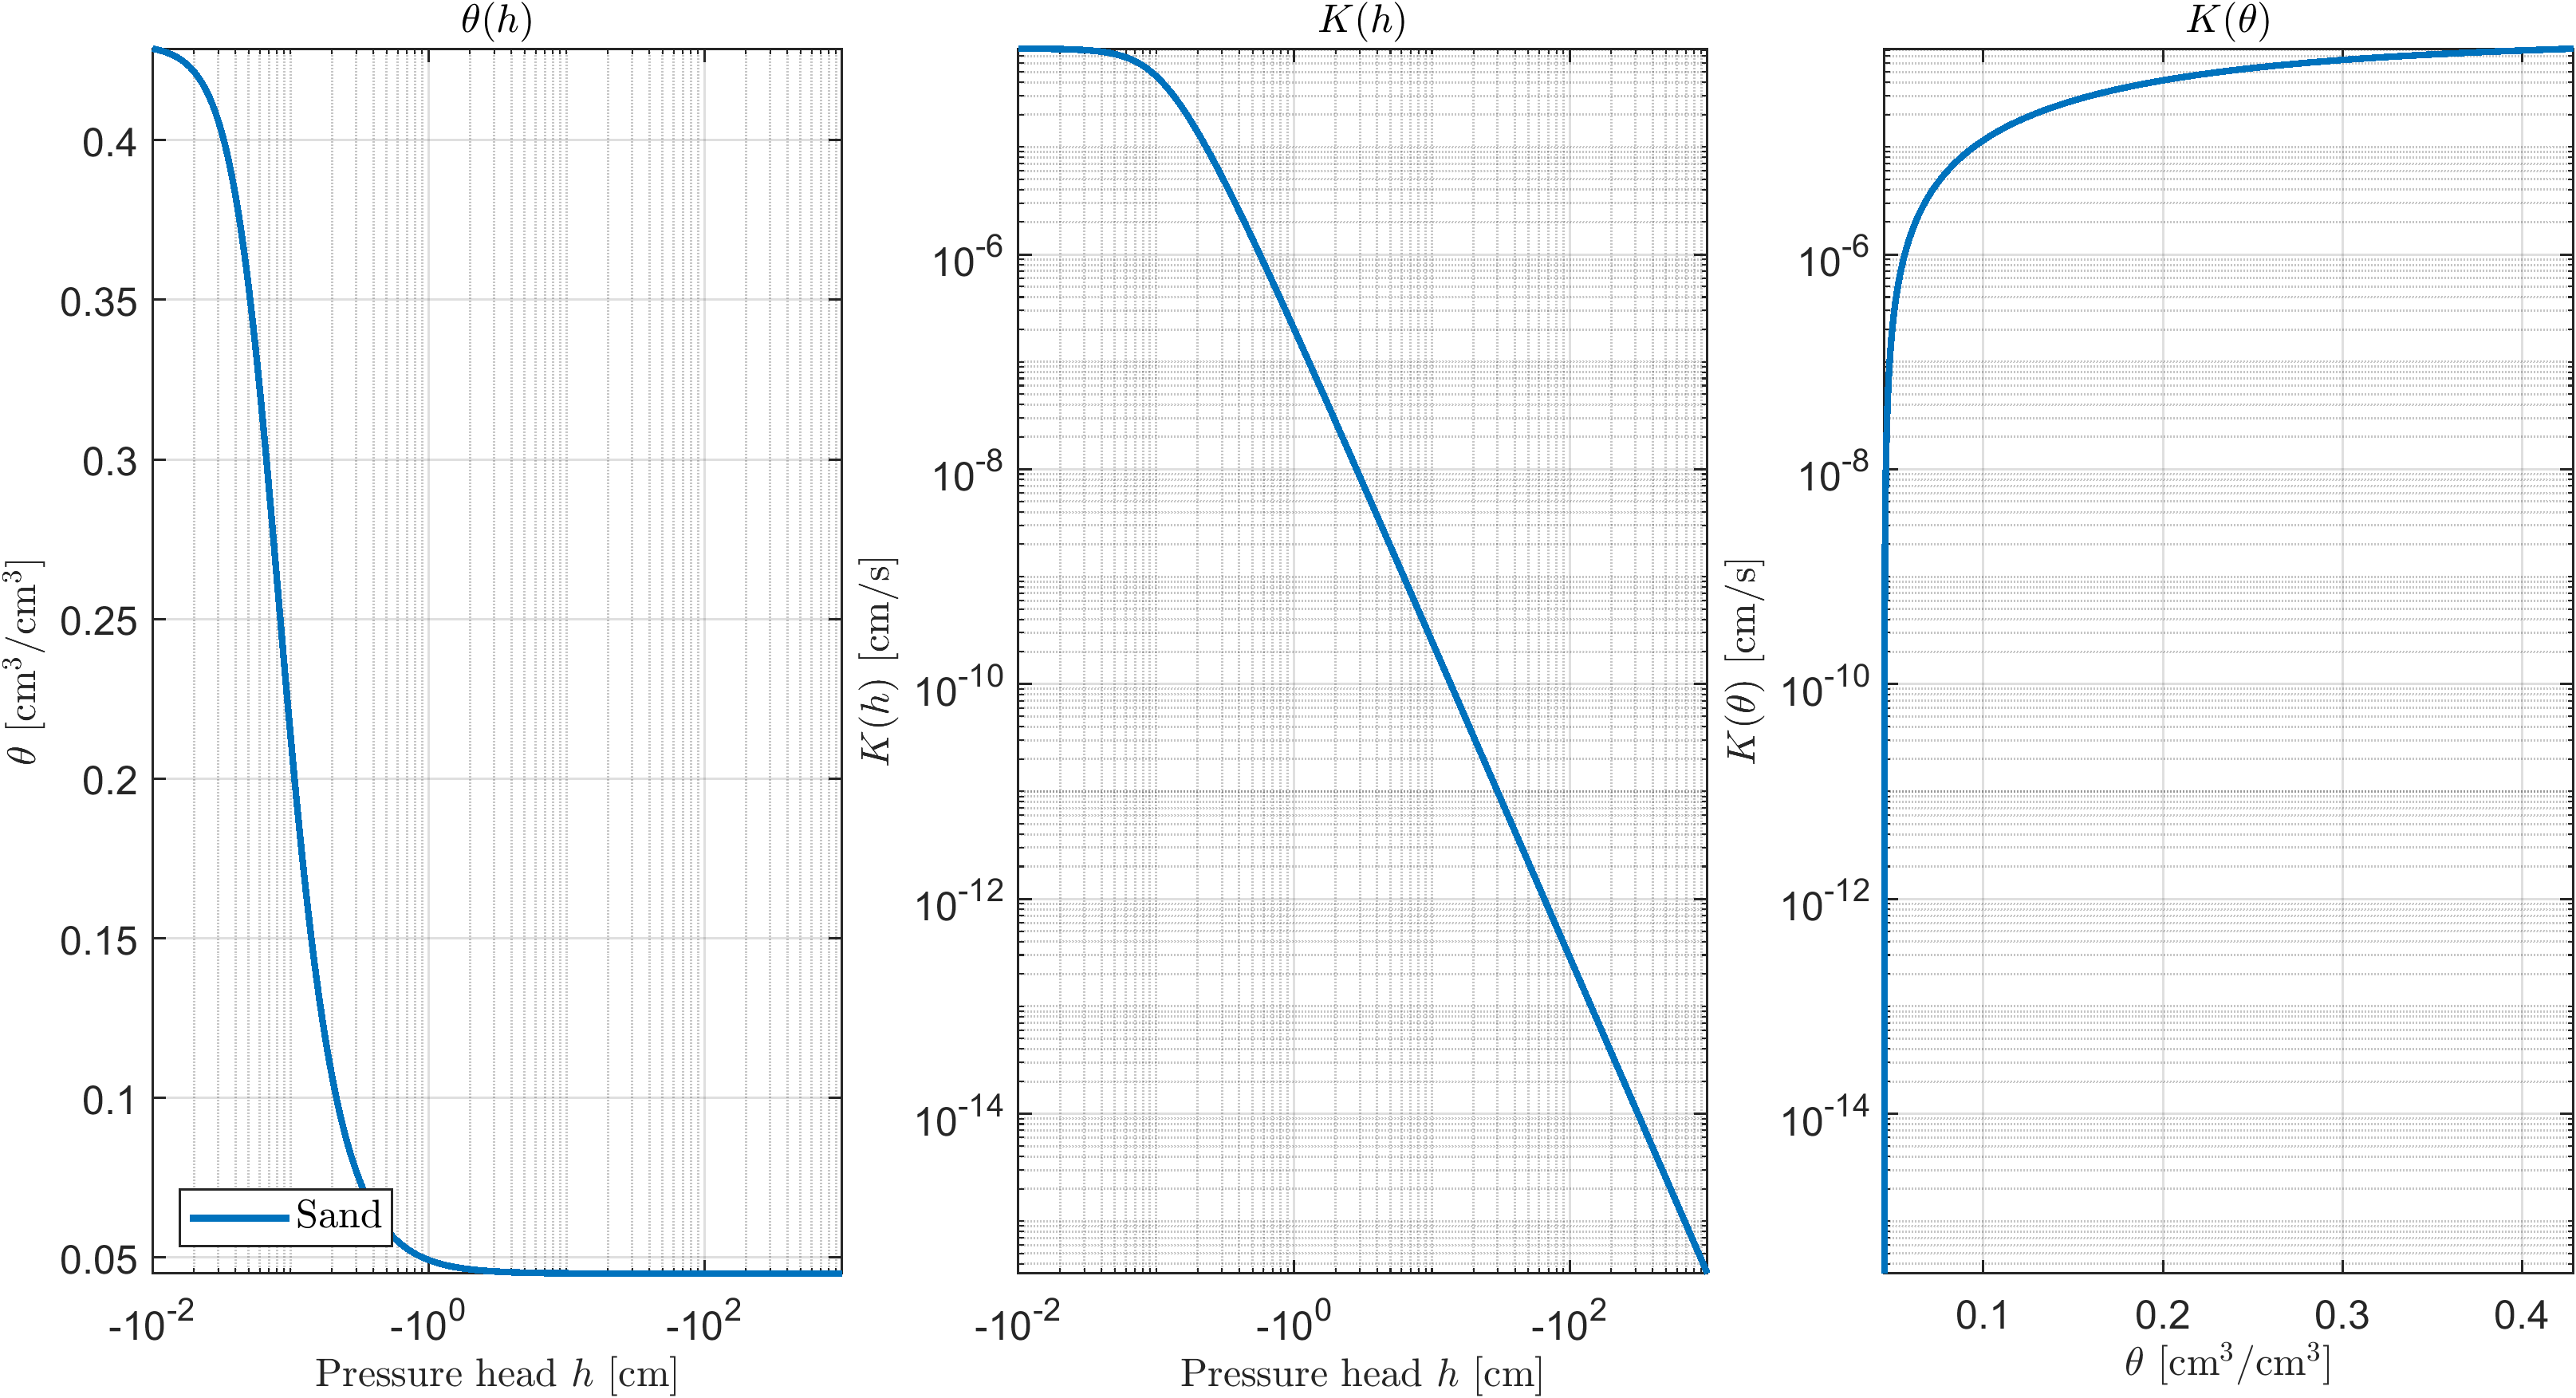 θ(h)
0.4
0.35
0.3
0.25
0.2
0.15
0.1
0.05
θ [cm³/cm³]
Sand
-10⁻² -10⁰ -10²
Pressure head h [cm]
K(h)
10⁻⁶
10⁻⁸
10⁻¹⁰
10⁻¹²
10⁻¹⁴
K(h) [cm/s]
-10⁻² -10⁰ -10²
Pressure head h [cm]
K(θ)
10⁻⁶
10⁻⁸
10⁻¹⁰
10⁻¹²
10⁻¹⁴
K(θ) [cm/s]
0.1 0.2 0.3 0.4
θ [cm³/cm³]